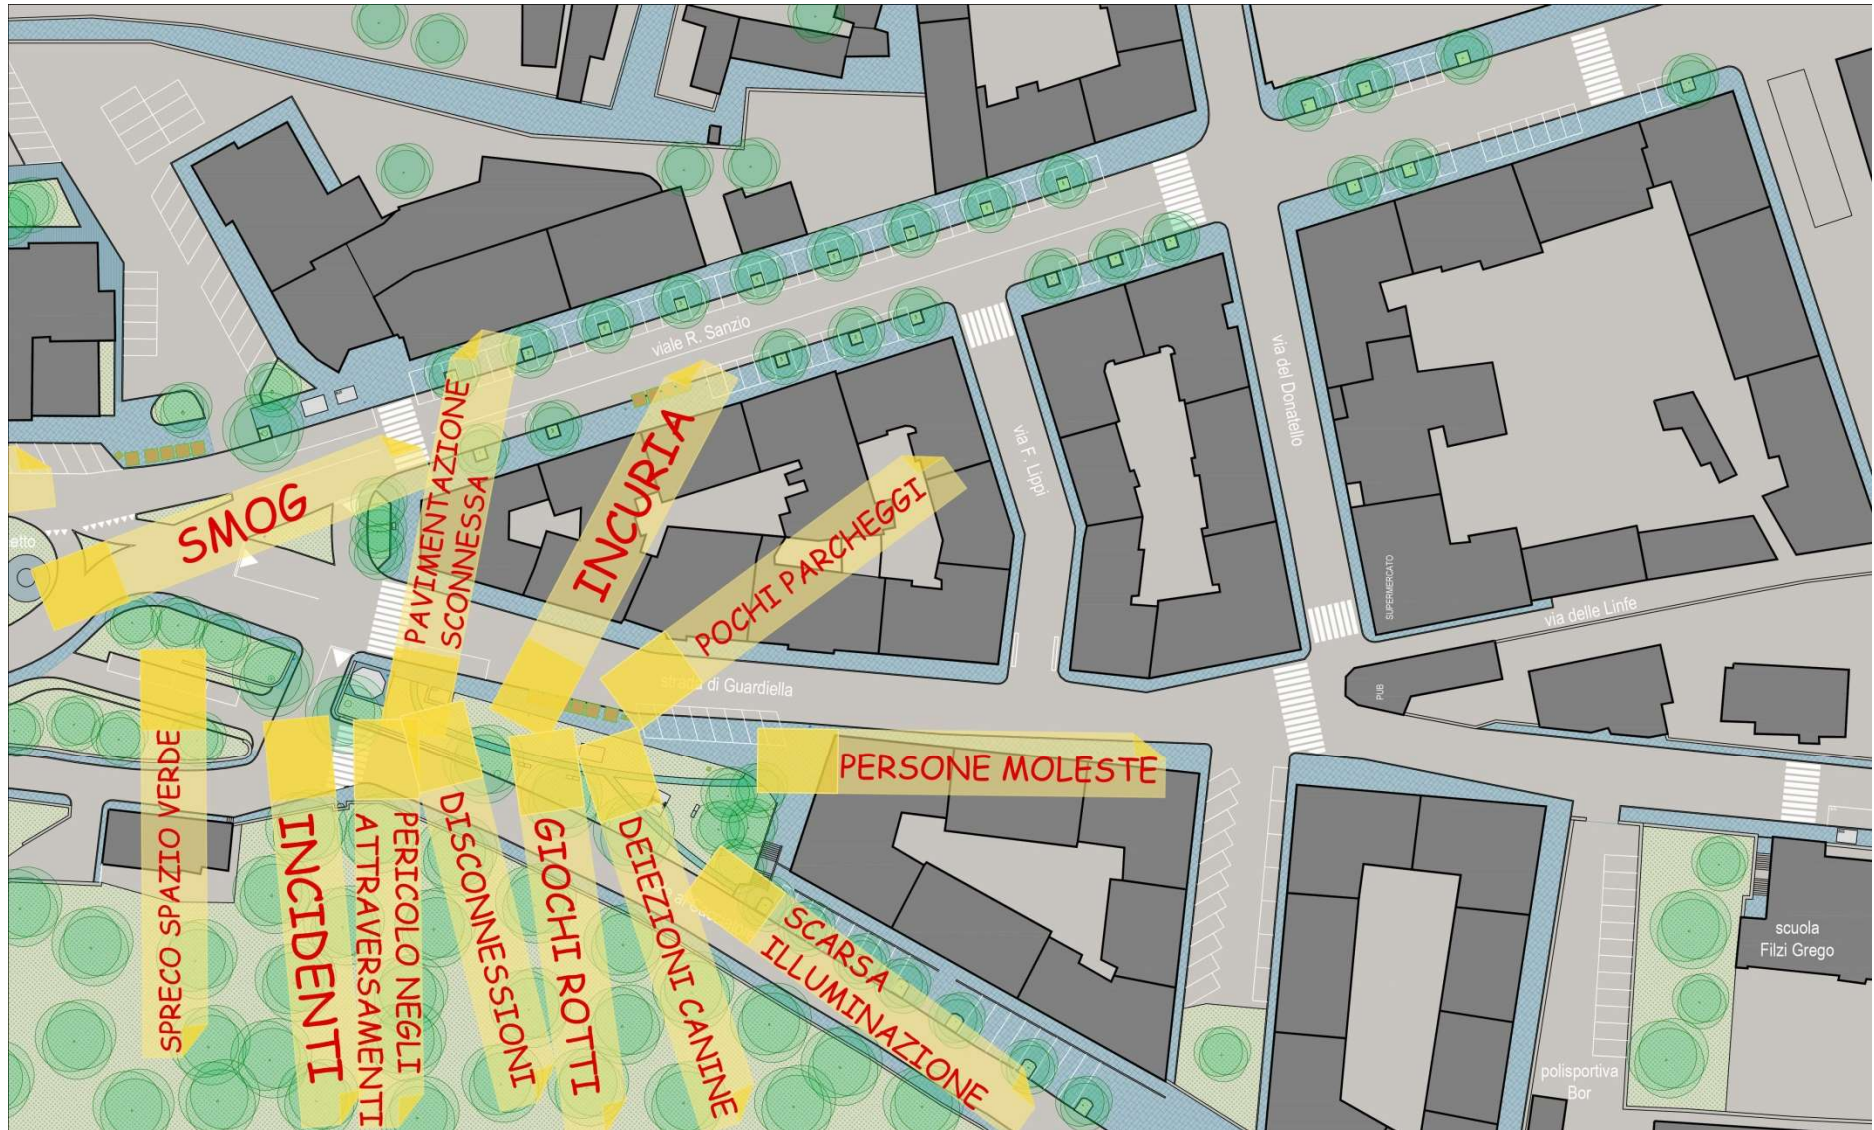 viale R. Sanzio
PAVIMENTAZIONE
SCONNESSA
INCURIA
SMOG
POCHI PARCHEGGI
via F. Lippi
via del Donatello
SUPERMERCATO
via delle Linfe
PUB
etto
strada di Guardiella
SPRECO SPAZIO VERDE
INCIDENTI
PERICOLO NEGLI
ATTRAVERSAMENTI
DISCONNESSIONI
GIOCHI ROTTI
DEIEZIONI CANINE
PERSONE MOLESTE
SCARSA
ILLUMINAZIONE
scuola
Filzi Grego
polisportiva
Bor